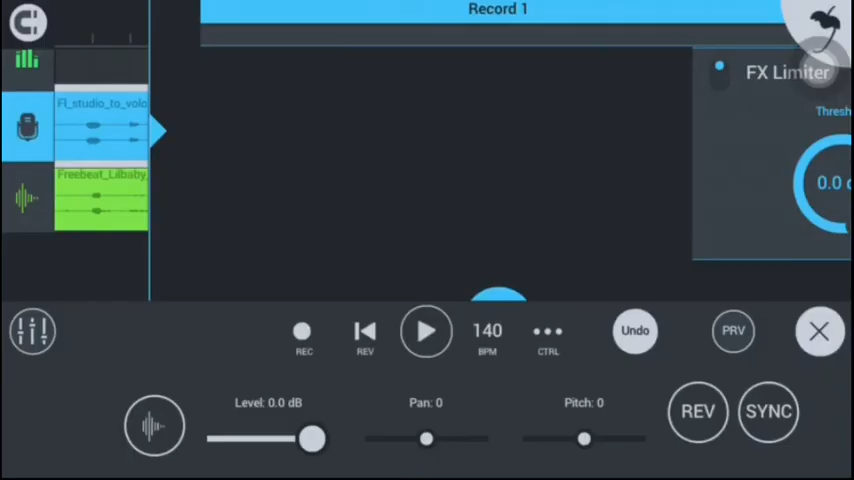 Record 1
FX Limiter
Thresh
0.0 d
Fl_studio_to_volo
Freebeat_Lilbaby_
REC
REV
140
BPM
CTRL
Undo
PRV
Level: 0.0 dB
Pan: 0
Pitch: 0
REV
SYNC